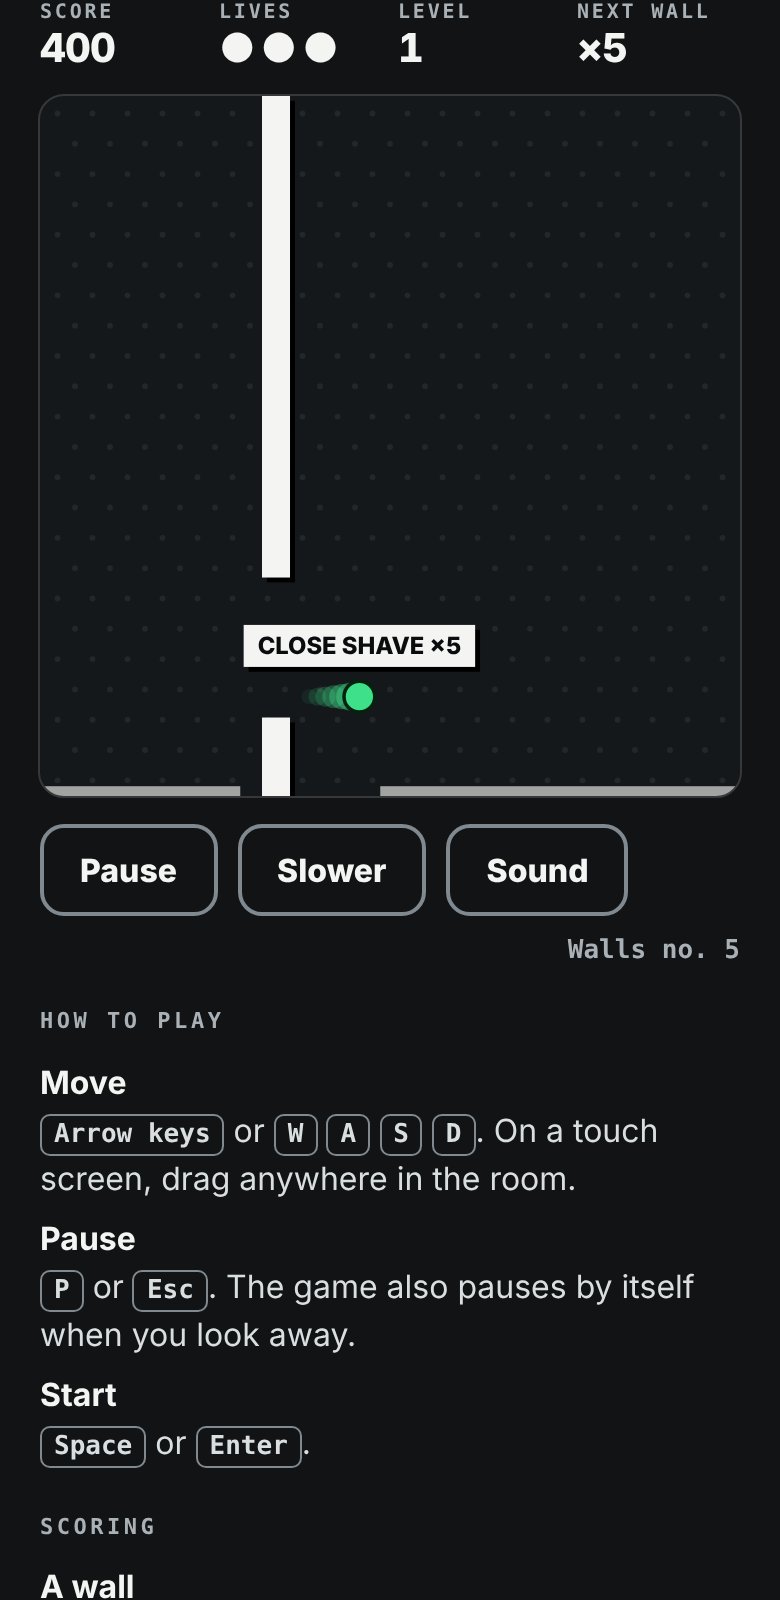 SCORE LIVES LEVEL NEXT WALL
400 1 ×5
CLOSE SHAVE ×5
Pause Slower Sound
Walls no. 5
HOW TO PLAY
Move
Arrow keys or W A S D. On a touch
screen, drag anywhere in the room.
Pause
P or Esc. The game also pauses by itself
when you look away.
Start
Space or Enter.
SCORING
A wall